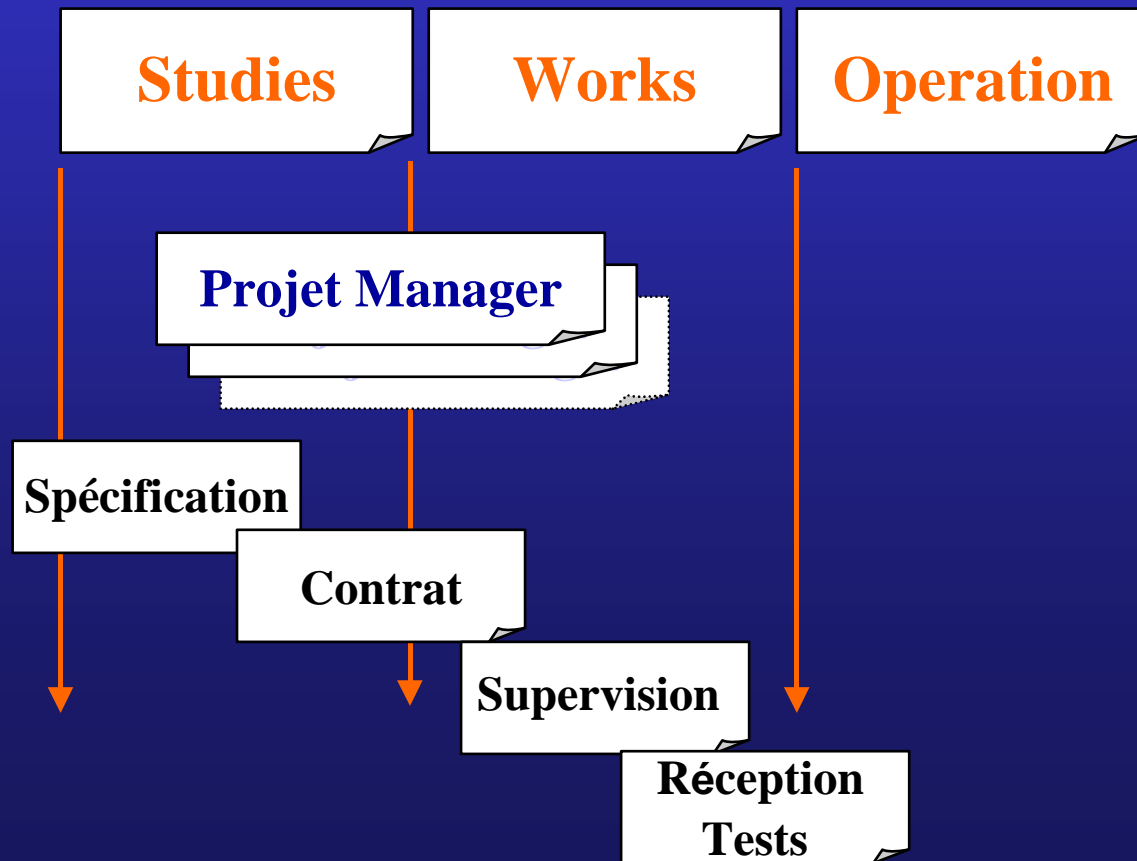 Studies
Works
Operation
Projet Manager
Spécification
Contrat
Supervision
Réception
Tests